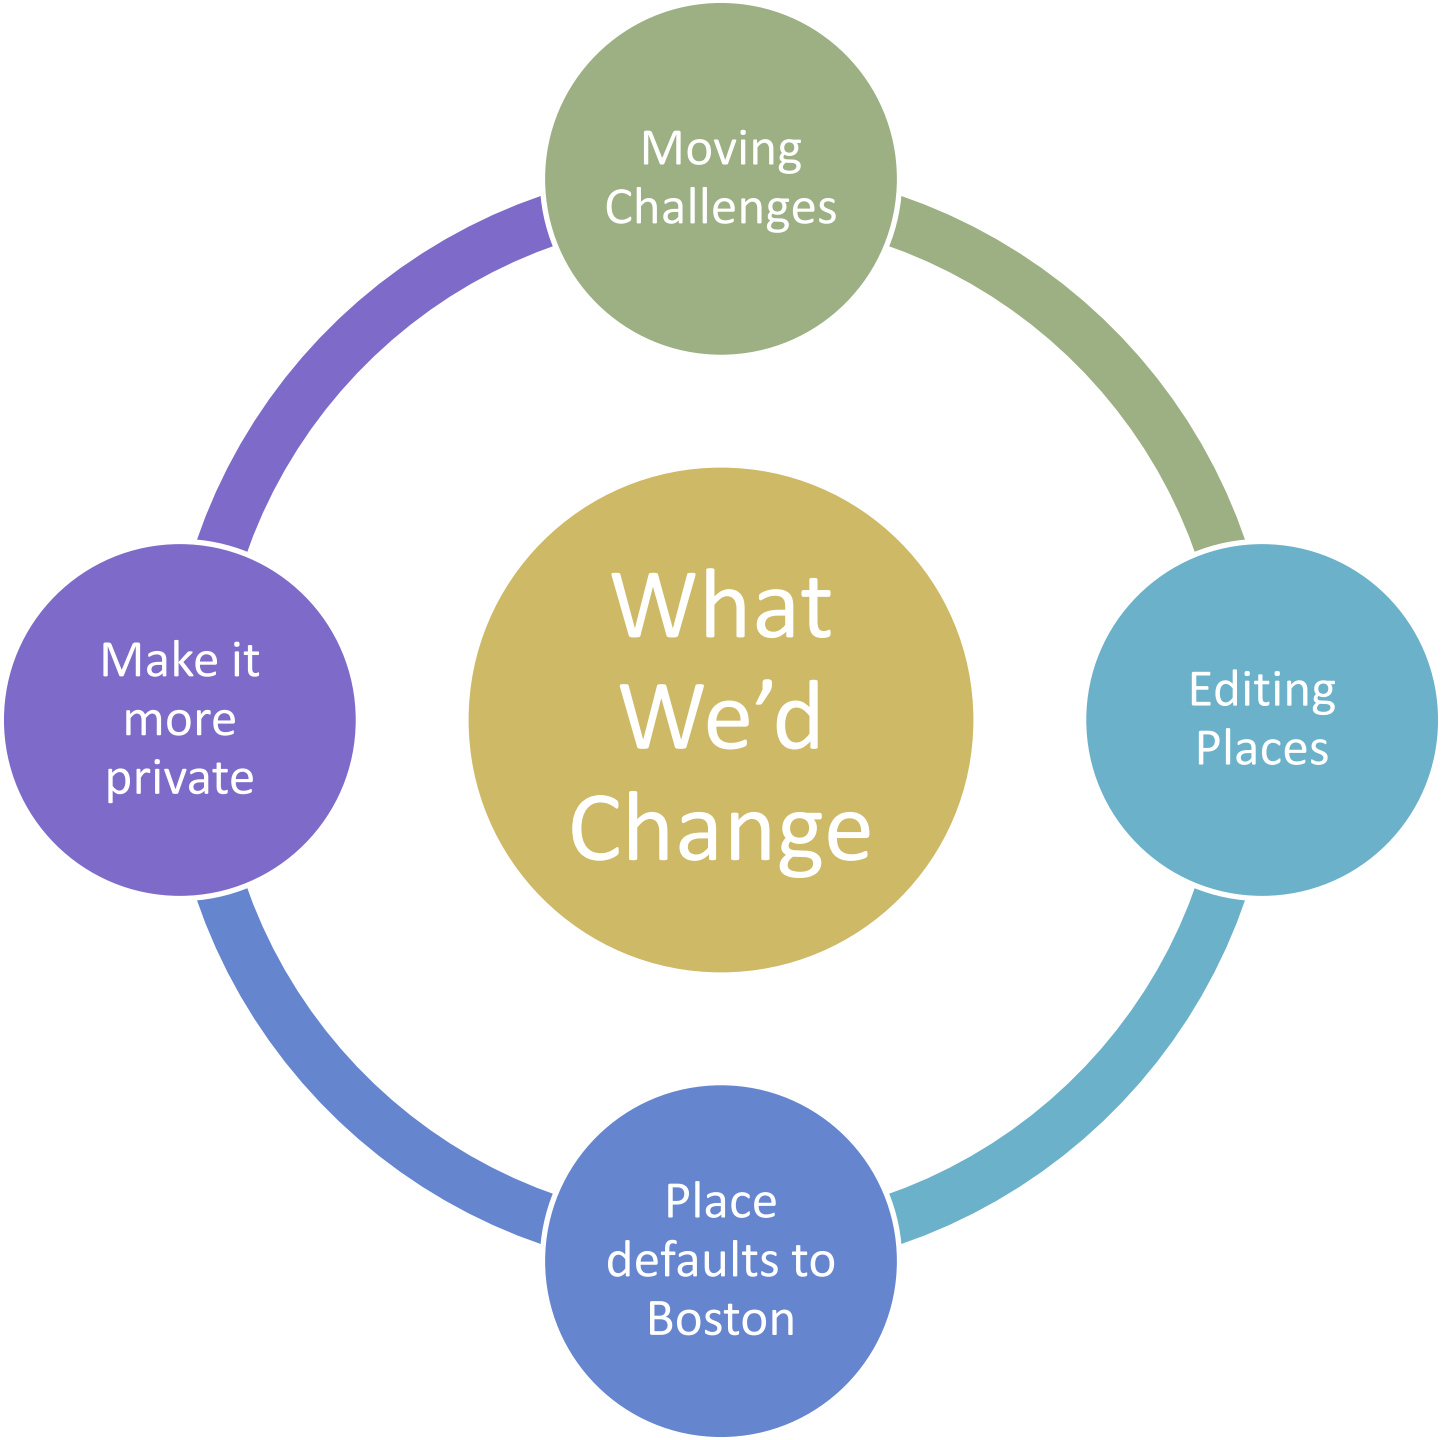 Moving
Challenges
Editing
Places
Place
defaults to
Boston
Make it
more
private
What
We’d
Change